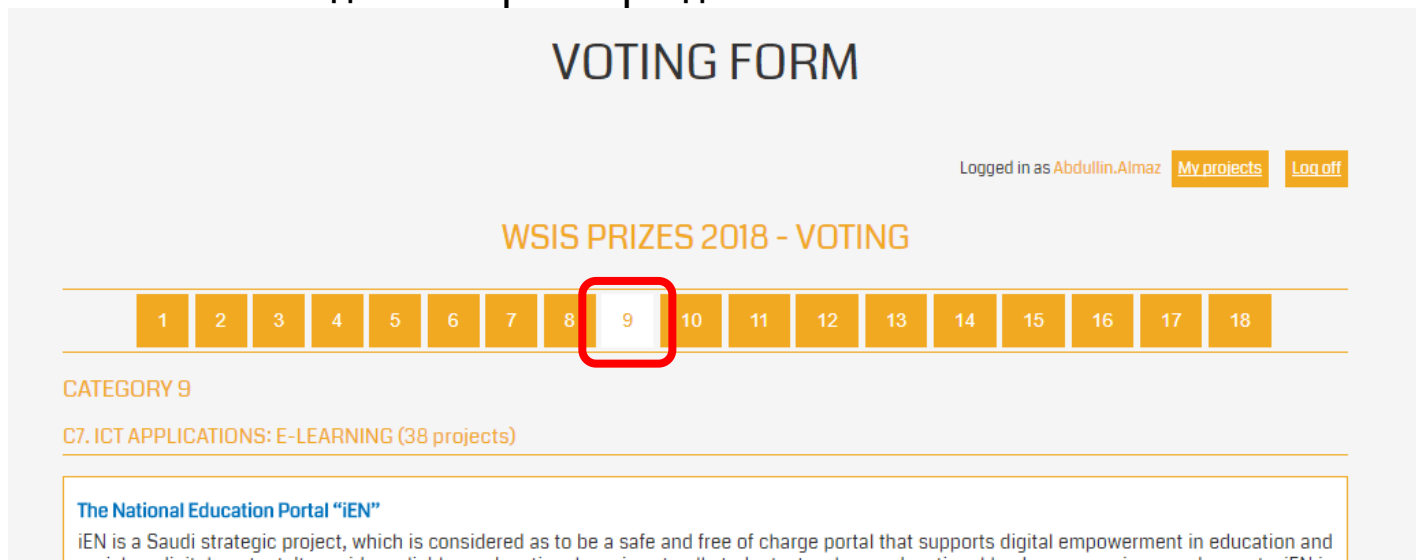 VOTING FORM
Logged in as Abdullin.Almaz My projects Log off
WSIS PRIZES 2018 - VOTING
1 2 3 4 5 6 7 8 9 10 11 12 13 14 15 16 17 18
CATEGORY 9
C7. ICT APPLICATIONS: E-LEARNING (38 projects)
The National Education Portal “iEN”
iEN is a Saudi strategic project, which is considered as to be a safe and free of charge portal that supports digital empowerment in education and